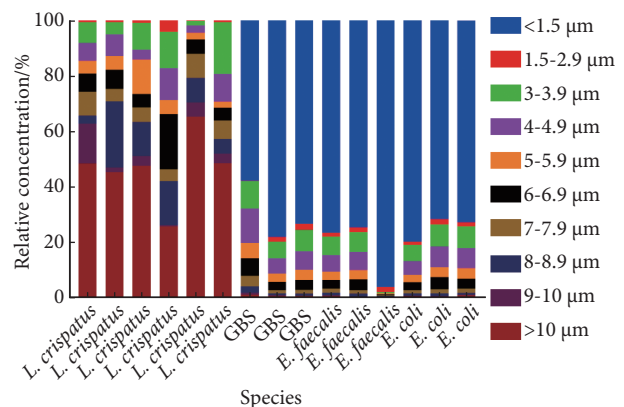 Relative concentration/%
100
80
60
40
20
0
L. crispatus
L. crispatus
L. crispatus
L. crispatus
L. crispatus
L. crispatus
GBS
GBS
GBS
E. faecalis
E. faecalis
E. faecalis
E. coli
E. coli
E. coli
Species
<1.5 μm
1.5-2.9 μm
3-3.9 μm
4-4.9 μm
5-5.9 μm
6-6.9 μm
7-7.9 μm
8-8.9 μm
9-10 μm
>10 μm